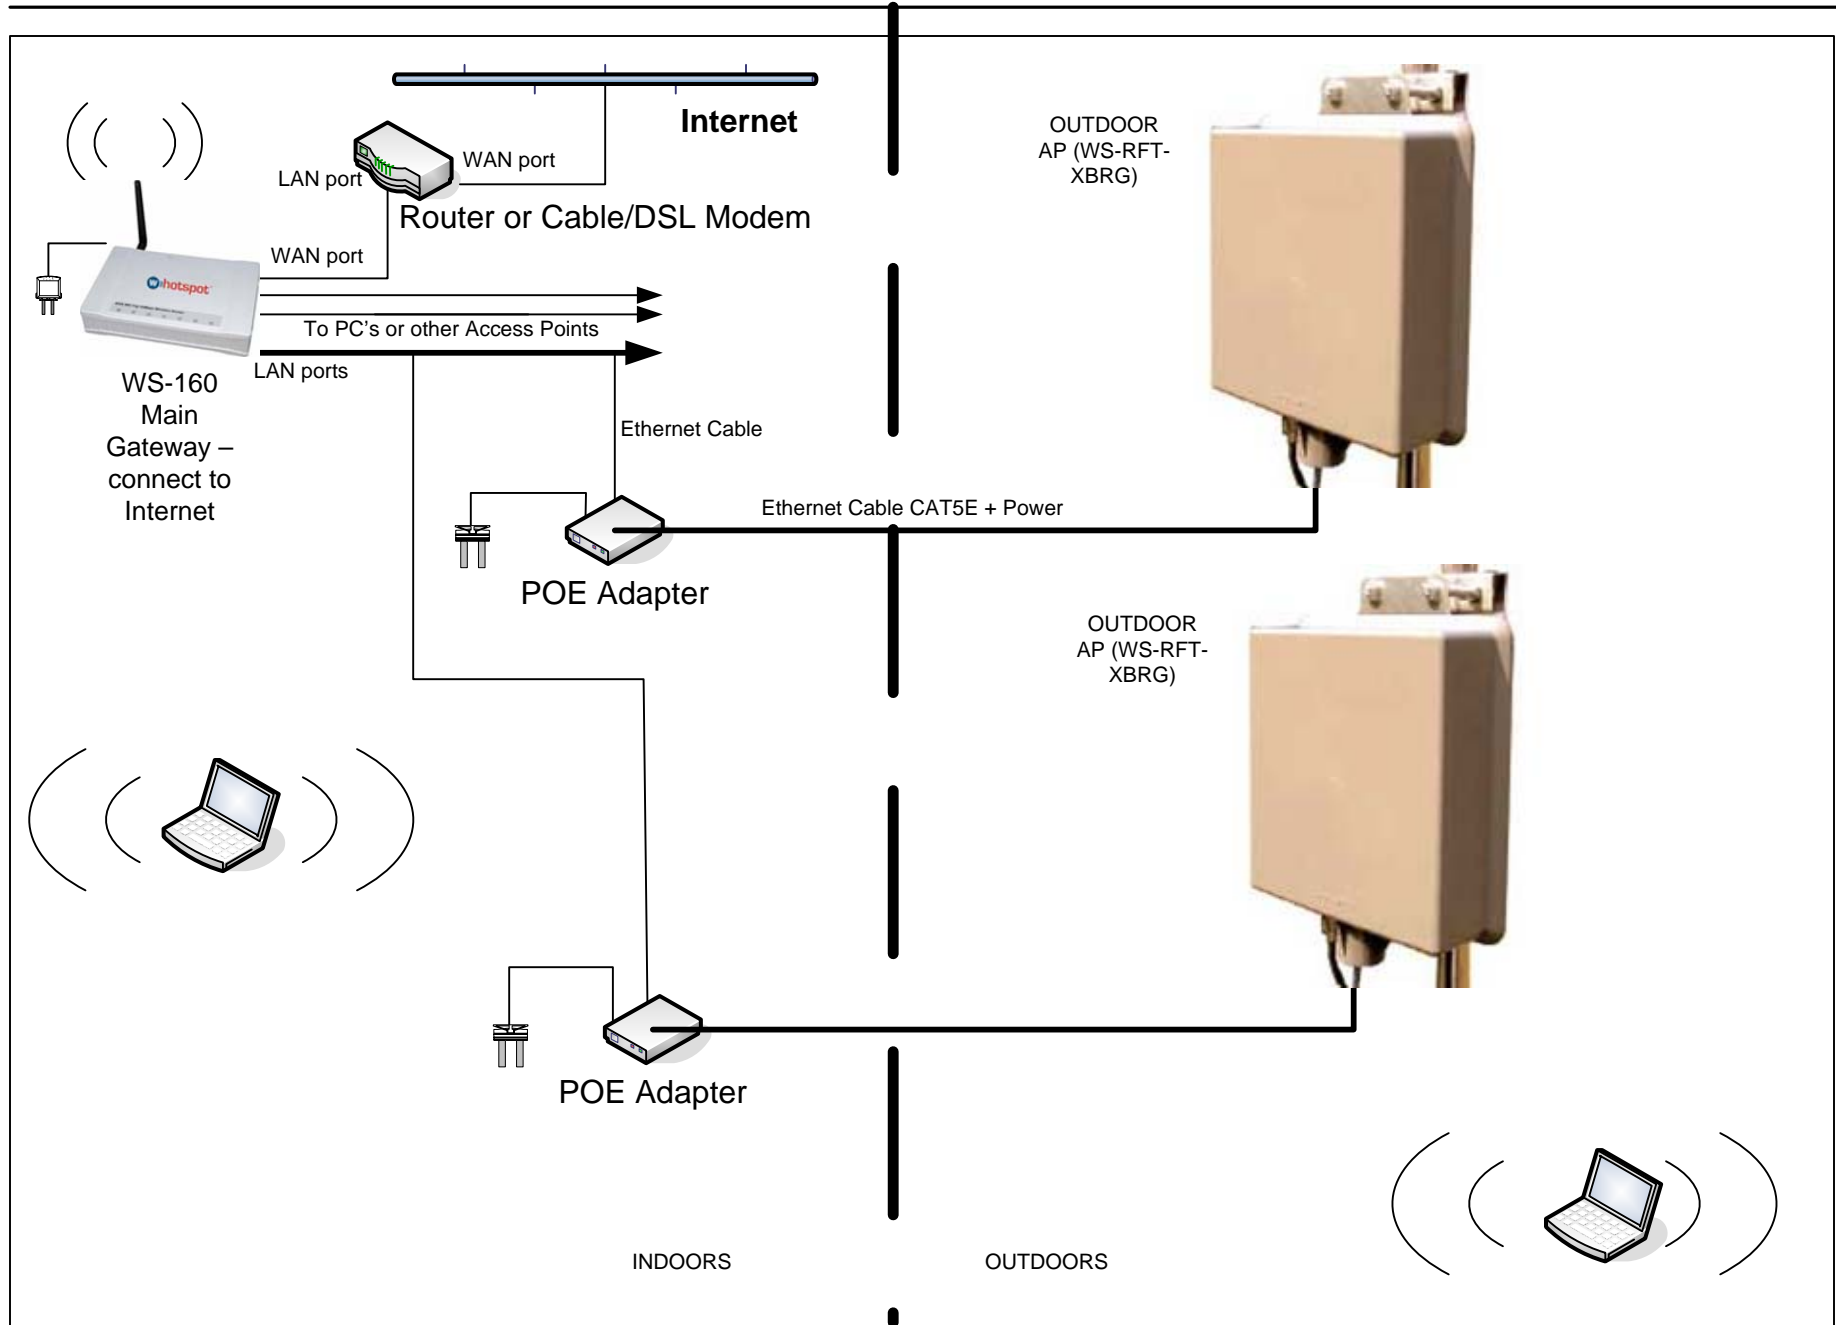 Internet
WAN port
LAN port
Router or Cable/DSL Modem
WAN port
hotspot
To PC's or other Access Points
LAN ports
WS-160
Main
Gateway –
connect to
Internet
Ethernet Cable
Ethernet Cable CAT5E + Power
POE Adapter
OUTDOOR
AP (WS-RFT-
XBRG)
OUTDOOR
AP (WS-RFT-
XBRG)
POE Adapter
INDOORS
OUTDOORS